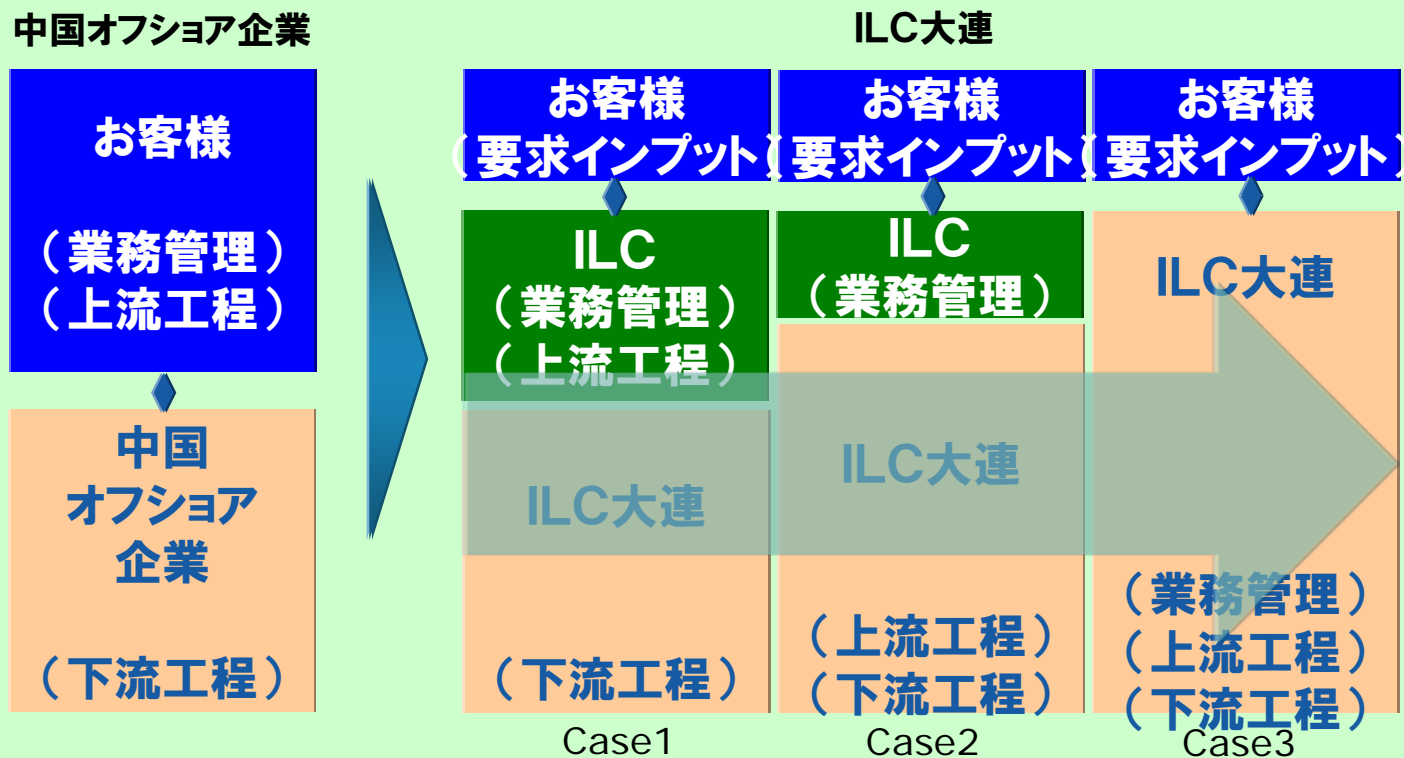 中国オフショア企業
お客様
（業務管理）
（上流工程）
中国
オフショア
企業
（下流工程）
ILC大連
お客様
（要求インプット）
ILC
（業務管理）
（上流工程）
ILC大連
（下流工程）
Case1
お客様
（要求インプット）
ILC
（業務管理）
ILC大連
（上流工程）
（下流工程）
Case2
お客様
（要求インプット）
ILC大連
（業務管理）
（上流工程）
（下流工程）
Case3